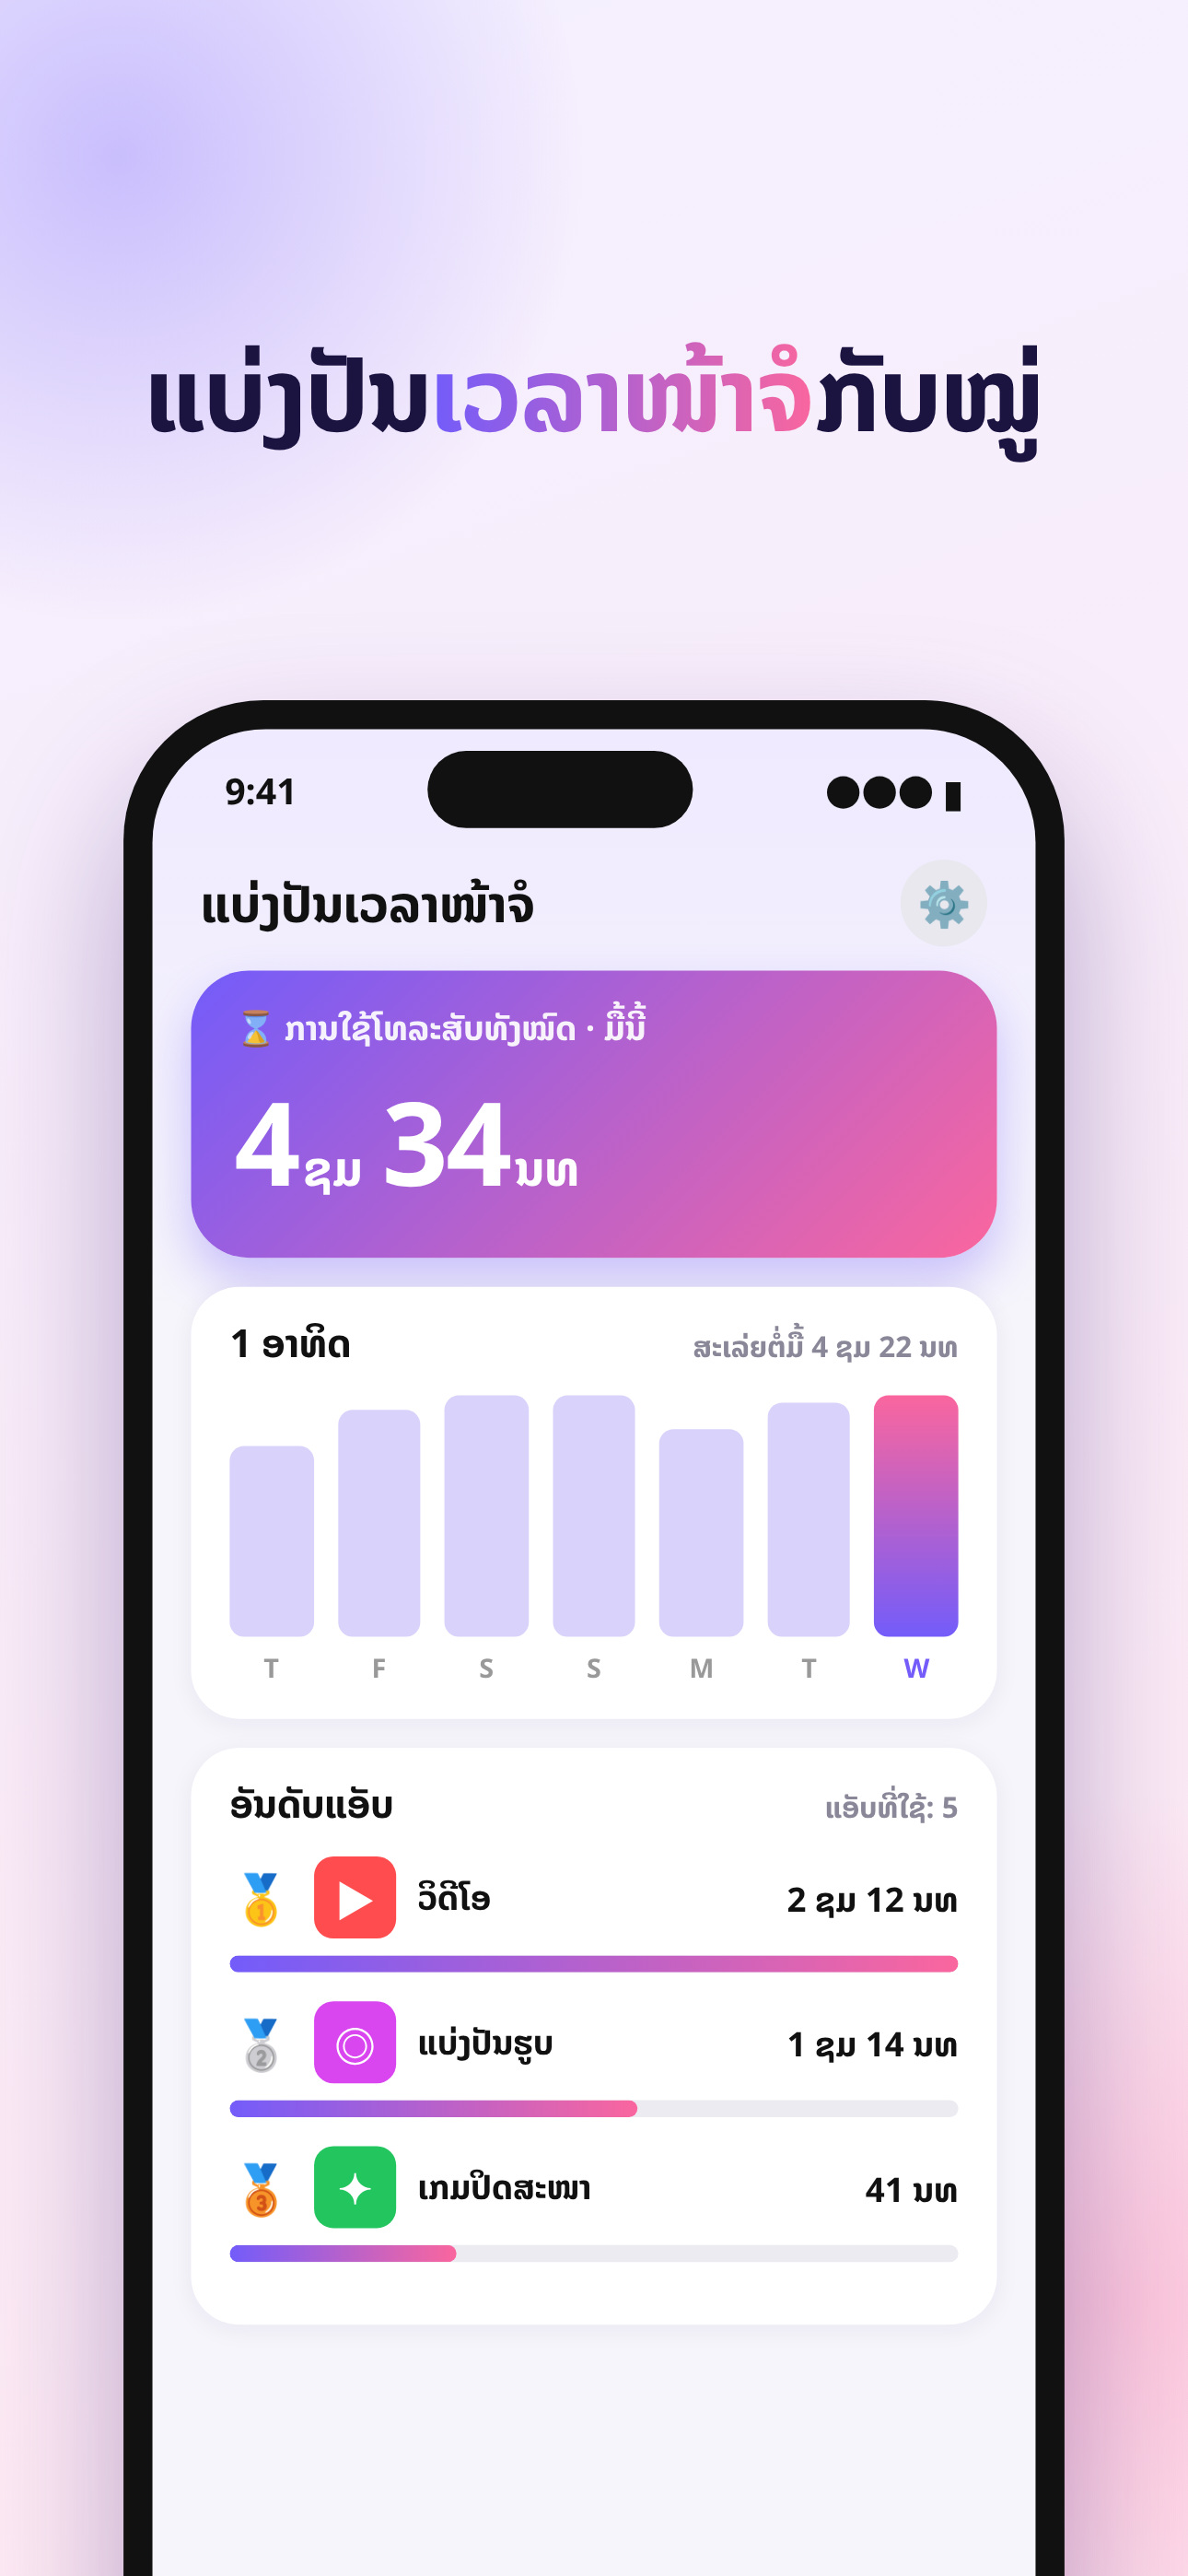 ແບ່ງປັນເວລາໜ້າຈໍກັບໝູ່
9:41
ແບ່ງປັນເວລາໜ້າຈໍ
ການໃຊ້ໂທລະສັບທັງໝົດ · ມື້ນີ້
4ຊມ 34ນທ
1 ອາທິດ
ສະເລ່ຍຕໍ່ມື້ 4 ຊມ 22 ນທ
T F S S M T W
ອັນດັບແອັບ
ແອັບທີ່ໃຊ້: 5
1 ວິດີໂອ 2 ຊມ 12 ນທ
2 ແບ່ງປັນຮູບ 1 ຊມ 14 ນທ
3 ເກມປິດສະໜາ 41 ນທ